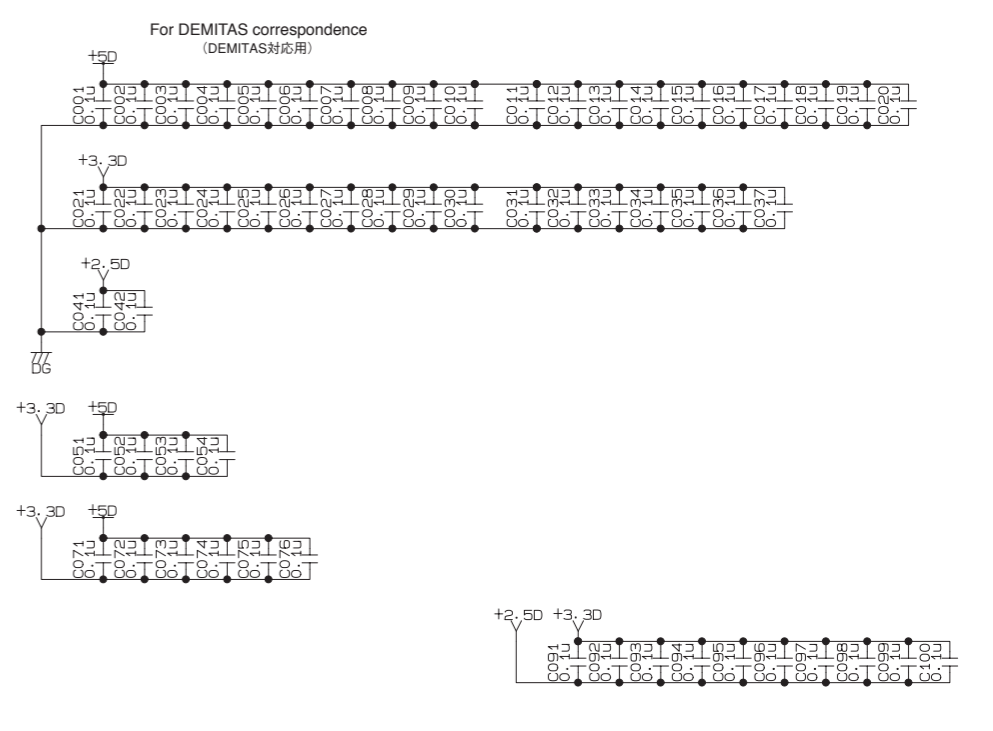 For DEMITAS correspondence
（DEMITAS対応用）
+5D
C001 0.1u C002 0.1u C003 0.1u C004 0.1u C005 0.1u C006 0.1u C007 0.1u C008 0.1u C009 0.1u C010 0.1u C011 0.1u C012 0.1u C013 0.1u C014 0.1u C015 0.1u C016 0.1u C017 0.1u C018 0.1u C019 0.1u C020 0.1u
+3.3D
C021 0.1u C022 0.1u C023 0.1u C024 0.1u C025 0.1u C026 0.1u C027 0.1u C028 0.1u C029 0.1u C030 0.1u C031 0.1u C032 0.1u C033 0.1u C034 0.1u C035 0.1u C036 0.1u C037 0.1u
+2.5D
C041 0.1u C042 0.1u
DG
+3.3D +5D
C051 0.1u C052 0.1u C053 0.1u C054 0.1u
+3.3D +5D
C071 0.1u C072 0.1u C073 0.1u C074 0.1u C075 0.1u C076 0.1u
+2.5D +3.3D
C091 0.1u C092 0.1u C093 0.1u C094 0.1u C095 0.1u C096 0.1u C097 0.1u C098 0.1u C099 0.1u C100 0.1u